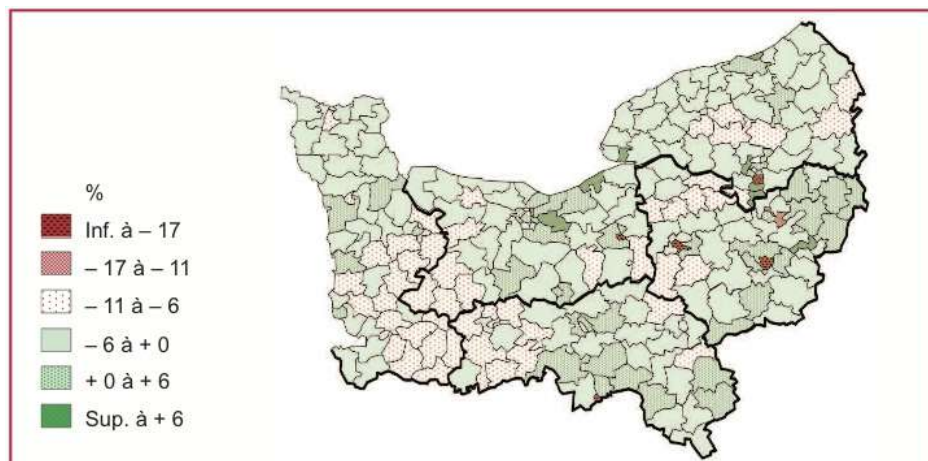 %
Inf. à – 17
– 17 à – 11
– 11 à – 6
– 6 à + 0
+ 0 à + 6
Sup. à + 6